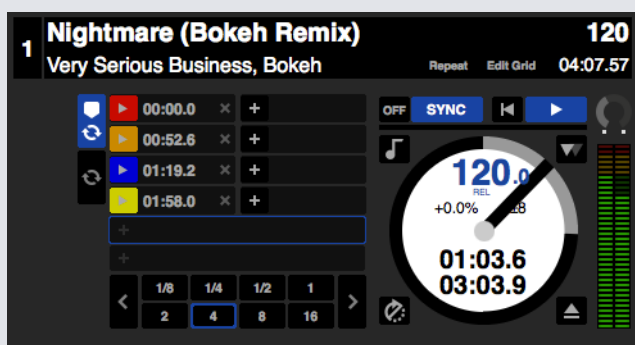 1
Nightmare (Bokeh Remix)
120
Very Serious Business, Bokeh
Repeat
Edit Grid
04:07.57
00:00.0
00:52.6
01:19.2
01:58.0
1/8
1/4
1/2
1
2
4
8
16
OFF
SYNC
120.0
REL
+0.0%
8
01:03.6
03:03.9